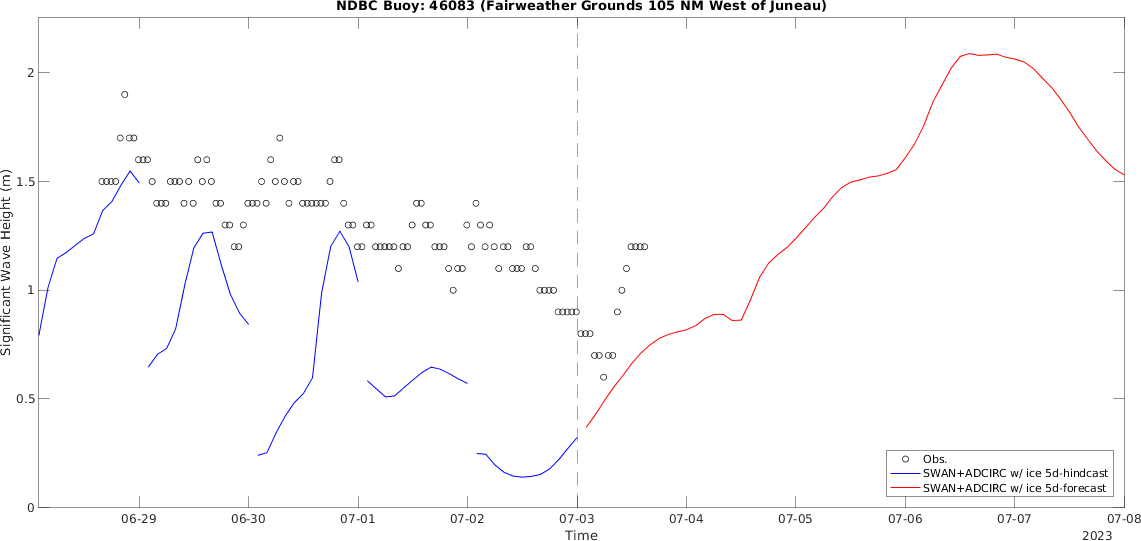 NDBC Buoy: 46083 (Fairweather Grounds 105 NM West of Juneau)
Significant Wave Height (m)
2
1.5
1
0.5
0
Obs.
SWAN+ADCIRC w/ ice 5d-hindcast
SWAN+ADCIRC w/ ice 5d-forecast
06-29 06-30 07-01 07-02 07-03 07-04 07-05 07-06 07-07 07-08
Time
2023